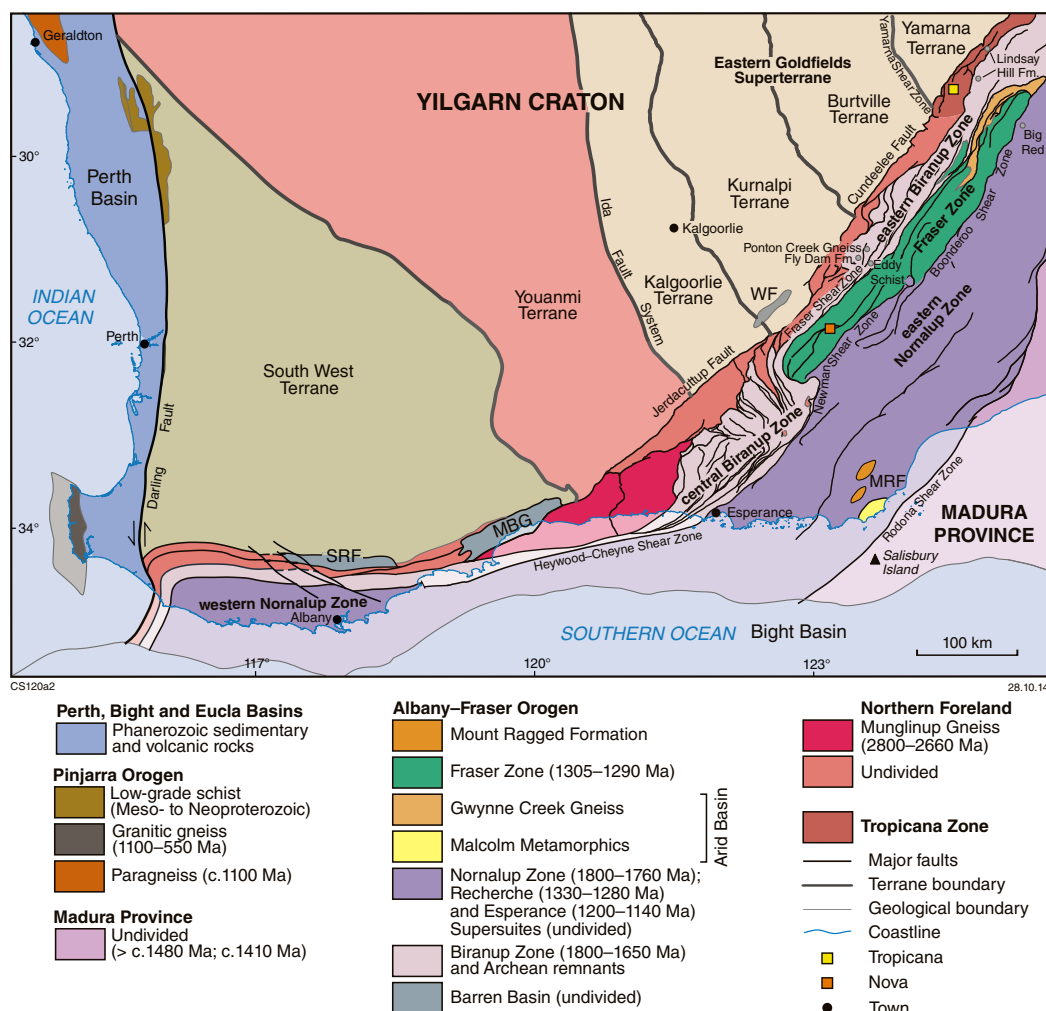 Geraldton
30°
Perth
Basin
INDIAN
OCEAN
Perth
32°
34°
Darling
Fault
YILGARN CRATON
South West
Terrane
Youanmi
Terrane
Ida
Fault
System
Eastern Goldfields
Superterrane
Yamarna
Terrane
Yamarna Shear Zone
Burtville
Terrane
Kurnalpi
Terrane
Kalgoorlie
Kalgoorlie
Terrane
WF
Lindsay
Hill Fm.
Big
Red
Cundeelee Fault
eastern Biranup Zone
Fraser Zone
Boonderoo Shear Zone
Ponton Creek Gneiss
Fly Dam Fm.
Eddy
Schist
Fraser Shear Zone
Newman Shear Zone
eastern
Nornalup Zone
Jerdacuttup Fault
central Biranup Zone
MRF
Rodona Shear Zone
MADURA
PROVINCE
Esperance
Salisbury
Island
MBG
SRF
Heywood–Cheyne Shear Zone
western Nornalup Zone
Albany
SOUTHERN OCEAN
Bight Basin
100 km
117°
120°
123°
CS120a2
28.10.14
Perth, Bight and Eucla Basins
Phanerozoic sedimentary
and volcanic rocks
Pinjarra Orogen
Low-grade schist
(Meso- to Neoproterozoic)
Granitic gneiss
(1100–550 Ma)
Paragneiss (c.1100 Ma)
Madura Province
Undivided
(> c.1480 Ma; c.1410 Ma)
Albany–Fraser Orogen
Mount Ragged Formation
Fraser Zone (1305–1290 Ma)
Gwynne Creek Gneiss
Malcolm Metamorphics
Arid Basin
Nornalup Zone (1800–1760 Ma);
Recherche (1330–1280 Ma)
and Esperance (1200–1140 Ma)
Supersuites (undivided)
Biranup Zone (1800–1650 Ma)
and Archean remnants
Barren Basin (undivided)
Northern Foreland
Munglinup Gneiss
(2800–2660 Ma)
Undivided
Tropicana Zone
Major faults
Terrane boundary
Geological boundary
Coastline
Tropicana
Nova
Town